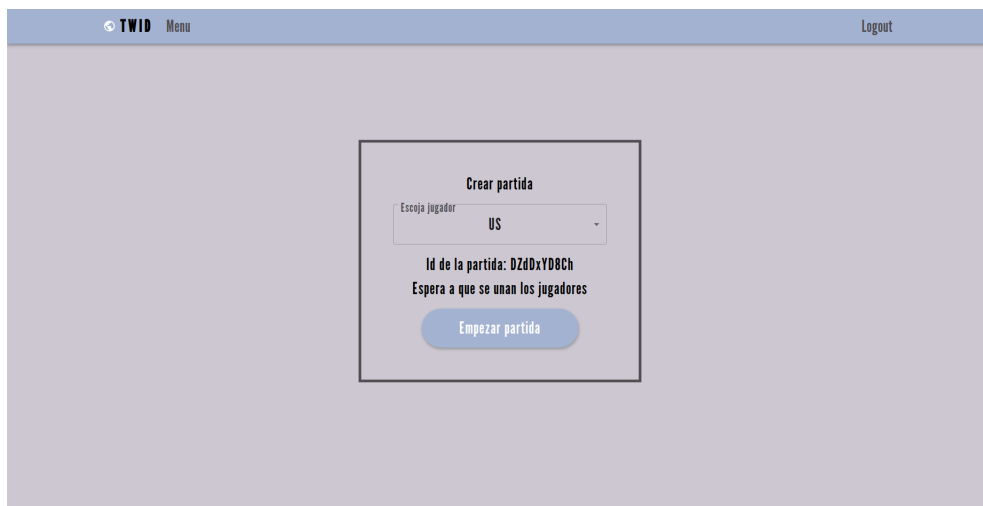 TWID Menu Logout
Crear partida
Escoja jugador
US
Id de la partida: DZdDxYD8Ch
Espera a que se unan los jugadores
Empezar partida